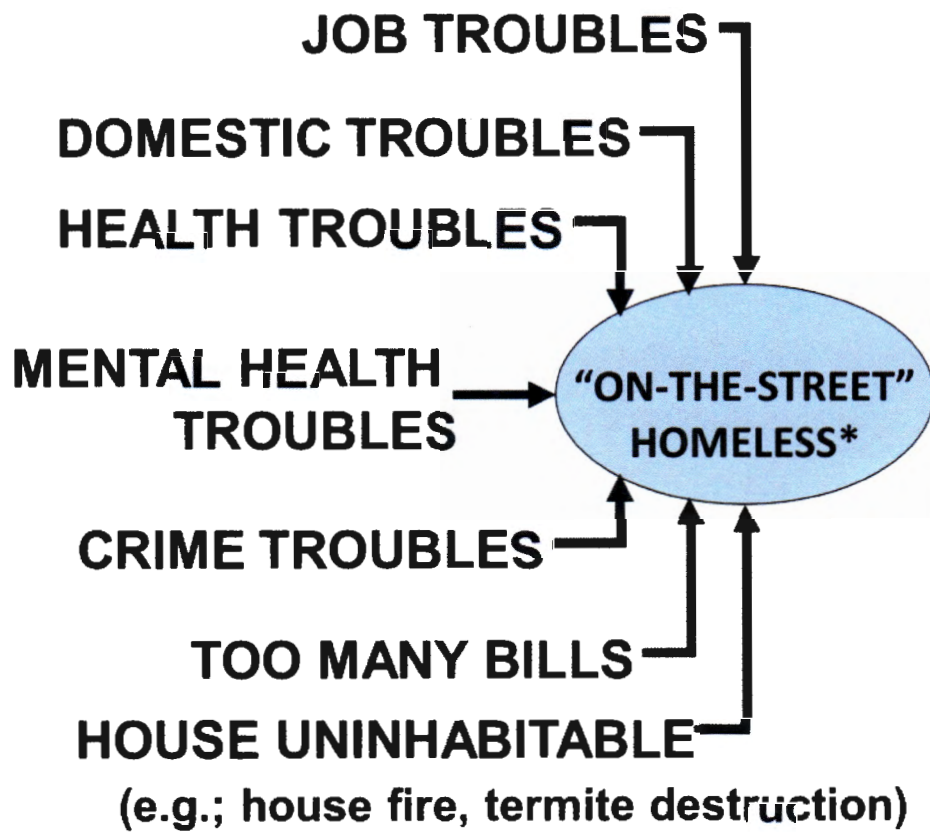 JOB TROUBLES
DOMESTIC TROUBLES
HEALTH TROUBLES
MENTAL HEALTH
TROUBLES
"ON-THE-STREET"
HOMELESS*
CRIME TROUBLES
TOO MANY BILLS
HOUSE UNINHABITABLE
(e.g.; house fire, termite destruction)